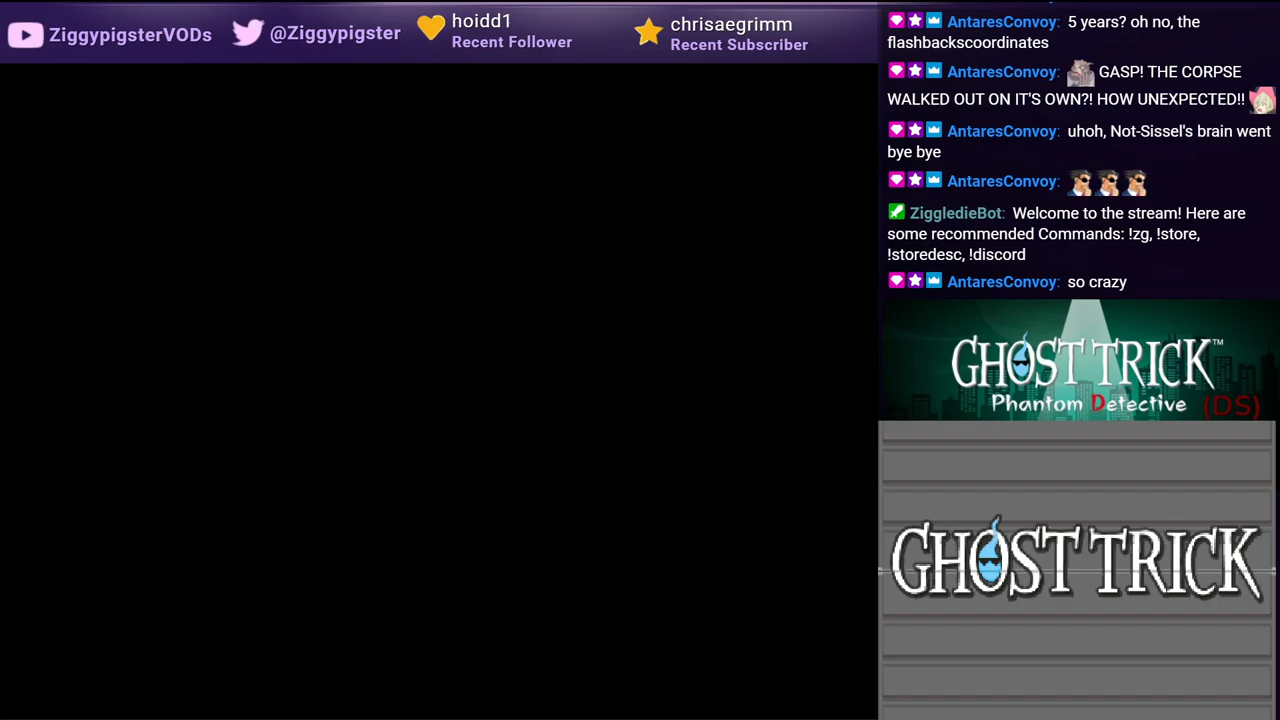 ZiggypigsterVODs
@Ziggypigster
hoidd1
Recent Follower
chrisaegrimm
Recent Subscriber
AntaresConvoy: 5 years? oh no, the
flashbackscoordinates
AntaresConvoy: GASP! THE CORPSE
WALKED OUT ON IT'S OWN?! HOW UNEXPECTED!!
AntaresConvoy: uhoh, Not-Sissel's brain went
bye bye
AntaresConvoy:
ZiggledieBot: Welcome to the stream! Here are
some recommended Commands: !zg, !store,
!storedesc, !discord
AntaresConvoy: so crazy
GHOST TRICK™
Phantom Detective (DS)
GHOST TRICK